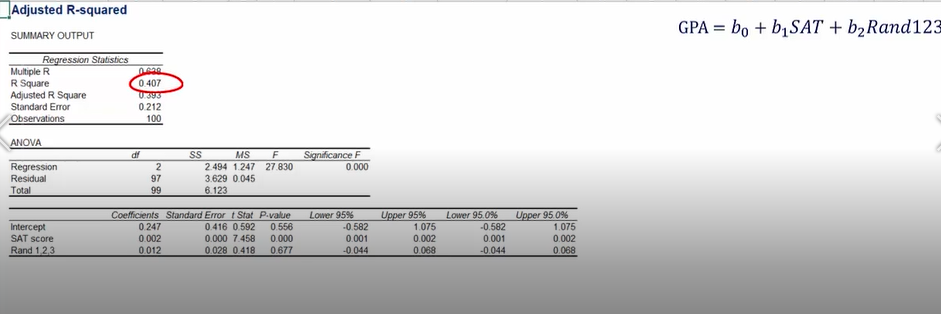 Adjusted R-squared
GPA = b₀ + b₁SAT + b₂Rand123
SUMMARY OUTPUT
Regression Statistics
Multiple R 0.638
R Square 0.407
Adjusted R Square 0.393
Standard Error 0.212
Observations 100
ANOVA
df SS MS F Significance F
Regression 2 2.494 1.247 27.830 0.000
Residual 97 3.629 0.045
Total 99 6.123
Coefficients Standard Error t Stat P-value Lower 95% Upper 95% Lower 95.0% Upper 95.0%
Intercept 0.247 0.416 0.592 0.556 -0.582 1.075 -0.582 1.075
SAT score 0.002 0.000 7.458 0.000 0.001 0.002 0.001 0.002
Rand 1,2,3 0.012 0.028 0.418 0.677 -0.044 0.068 -0.044 0.068